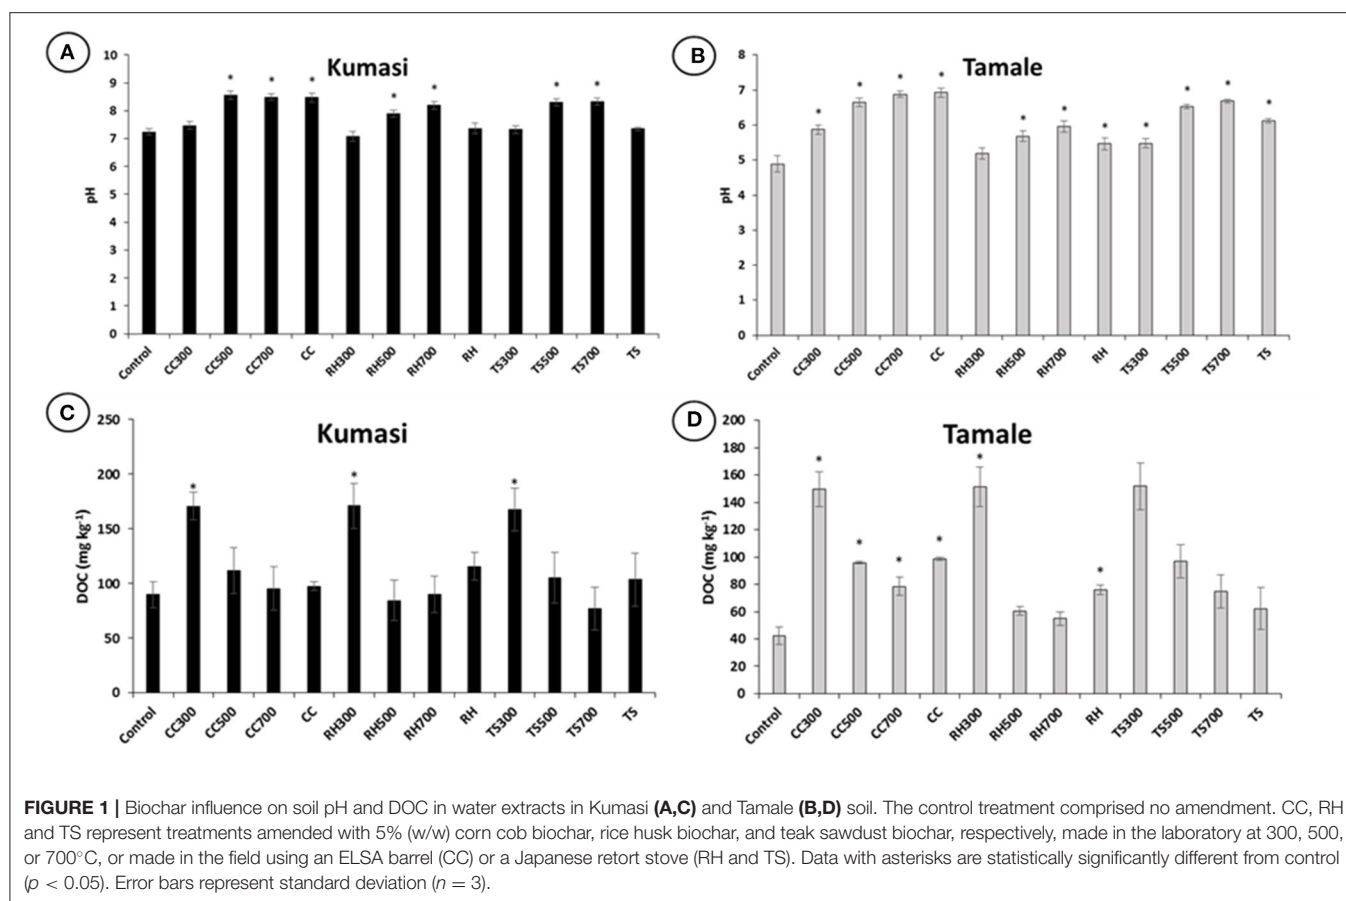 A
Kumasi
10
9
8
7
6
5
4
3
2
1
0
pH
* * * * * * *
Control CC300 CC500 CC700 CC RH300 RH500 RH700 RH TS300 TS500 TS700 TS
B
Tamale
8
7
6
5
4
3
2
1
0
pH
* * * * * * * * * * *
Control CC300 CC500 CC700 CC RH300 RH500 RH700 RH TS300 TS500 TS700 TS
C
Kumasi
250
200
150
100
50
0
DOC (mg kg-1)
* * *
Control CC300 CC500 CC700 CC RH300 RH500 RH700 RH TS300 TS500 TS700 TS
D
Tamale
200
180
160
140
120
100
80
60
40
20
0
DOC (mg kg-1)
* * * * * *
Control CC300 CC500 CC700 CC RH300 RH500 RH700 RH TS300 TS500 TS700 TS
FIGURE 1 | Biochar influence on soil pH and DOC in water extracts in Kumasi (A,C) and Tamale (B,D) soil. The control treatment comprised no amendment. CC, RH
and TS represent treatments amended with 5% (w/w) corn cob biochar, rice husk biochar, and teak sawdust biochar, respectively, made in the laboratory at 300, 500,
or 700°C, or made in the field using an ELSA barrel (CC) or a Japanese retort stove (RH and TS). Data with asterisks are statistically significantly different from control
(p < 0.05). Error bars represent standard deviation (n = 3).